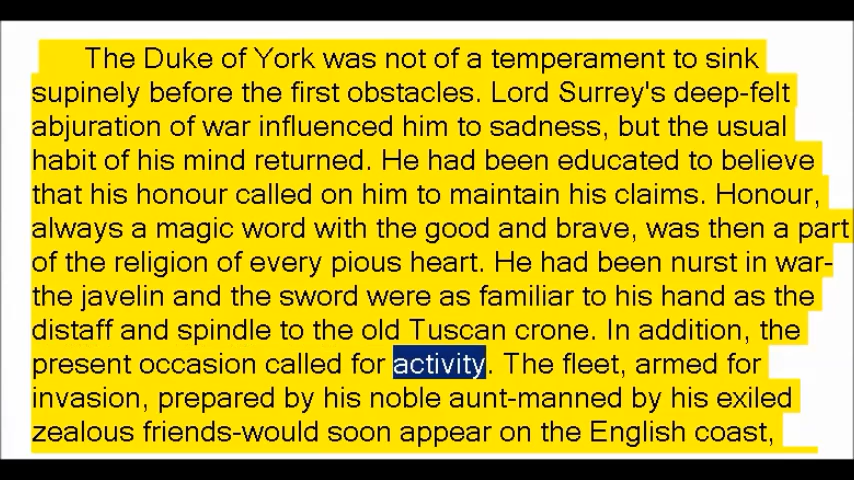 The Duke of York was not of a temperament to sink
supinely before the first obstacles. Lord Surrey's deep-felt
abjuration of war influenced him to sadness, but the usual
habit of his mind returned. He had been educated to believe
that his honour called on him to maintain his claims. Honour,
always a magic word with the good and brave, was then a part
of the religion of every pious heart. He had been nurst in war-
the javelin and the sword were as familiar to his hand as the
distaff and spindle to the old Tuscan crone. In addition, the
present occasion called for activity. The fleet, armed for
invasion, prepared by his noble aunt-manned by his exiled
zealous friends-would soon appear on the English coast,